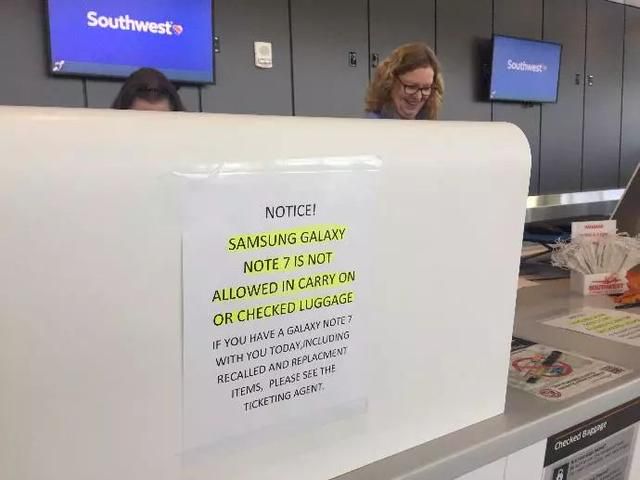 Southwest
Southwest
NOTICE!
SAMSUNG GALAXY
NOTE 7 IS NOT
ALLOWED IN CARRY ON
OR CHECKED LUGGAGE
IF YOU HAVE A GALAXY NOTE 7
WITH YOU TODAY,INCLUDING
RECALLED AND REPLACMENT
ITEMS, PLEASE SEE THE
TICKETING AGENT.
SOUTHWEST
Checked Baggage